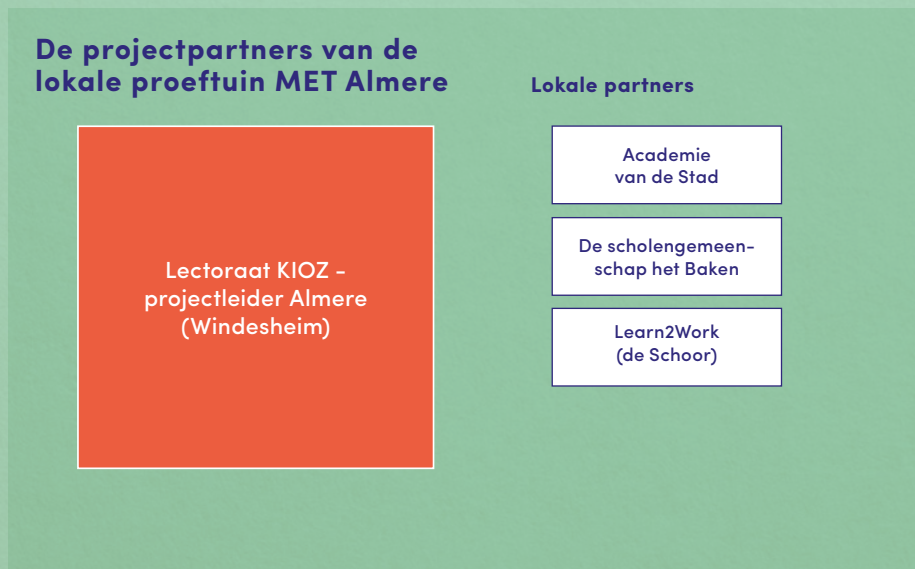 De projectpartners van de
lokale proeftuin MET Almere
Lectoraat KIOZ -
projectleider Almere
(Windesheim)
Lokale partners
Academie
van de Stad
De scholengemeen-
schap het Baken
Learn2Work
(de Schoor)